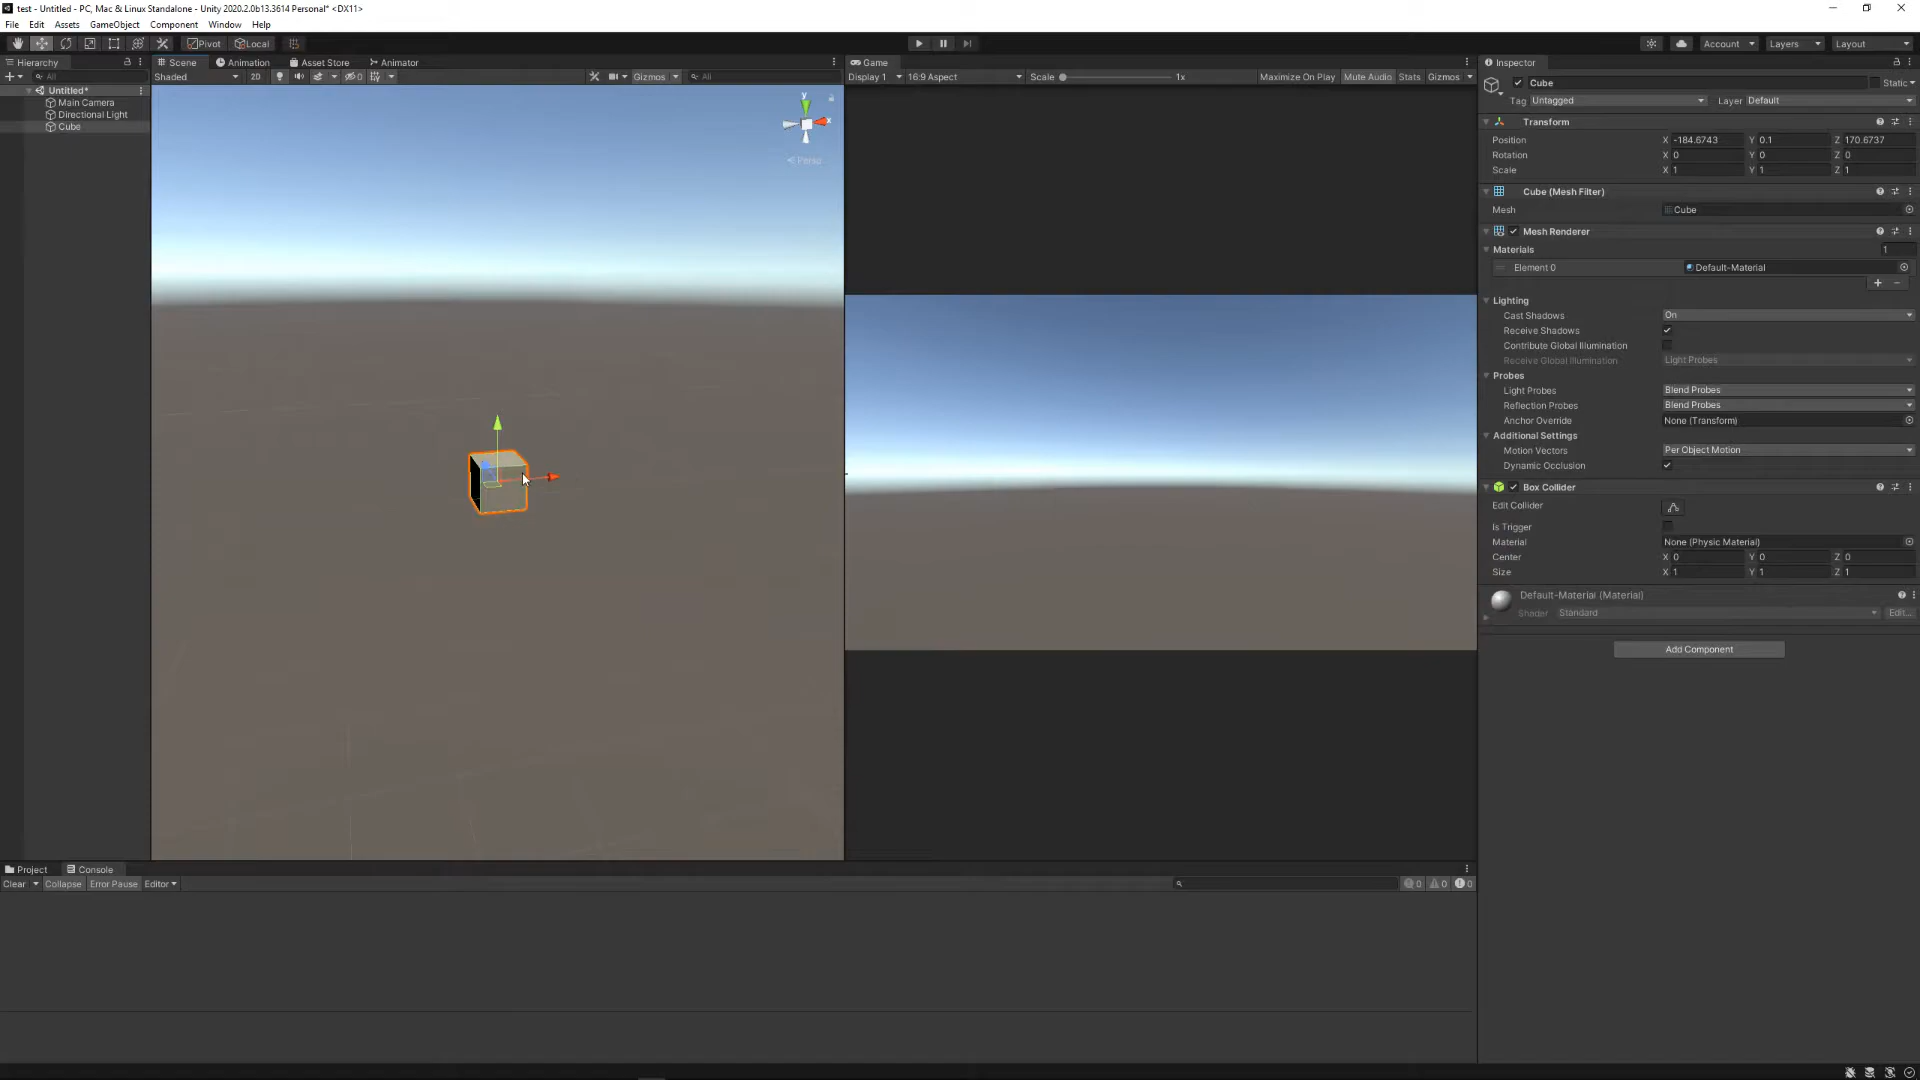 test - Untitled - PC, Mac & Linux Standalone - Unity 2020.2.0b13.3614 Personal* <DX11>
File Edit Assets GameObject Component Window Help
Pivot Local Account Layers Layout
Hierarchy Scene Animation Asset Store Animator Game Inspector
All Shaded 2D 0 Gizmos All Display 1 16:9 Aspect Scale 1x Maximize On Play Mute Audio Stats Gizmos
Cube Static
Untitled*
Main Camera
Directional Light
Cube
y
x
Persp
Tag Untagged Layer Default
Transform
Position X -184.6743 Y 0.1 Z 170.6737
Rotation X 0 Y 0 Z 0
Scale X 1 Y 1 Z 1
Cube (Mesh Filter)
Mesh Cube
Mesh Renderer
Materials 1
Element 0 Default-Material
Lighting
Cast Shadows On
Receive Shadows
Contribute Global Illumination
Receive Global Illumination Light Probes
Probes
Light Probes Blend Probes
Reflection Probes Blend Probes
Anchor Override None (Transform)
Additional Settings
Motion Vectors Per Object Motion
Dynamic Occlusion
Box Collider
Edit Collider
Is Trigger
Material None (Physic Material)
Center X 0 Y 0 Z 0
Size X 1 Y 1 Z 1
Default-Material (Material)
Shader Standard Edit...
Add Component
Project Console
Clear Collapse Error Pause Editor 0 0 0